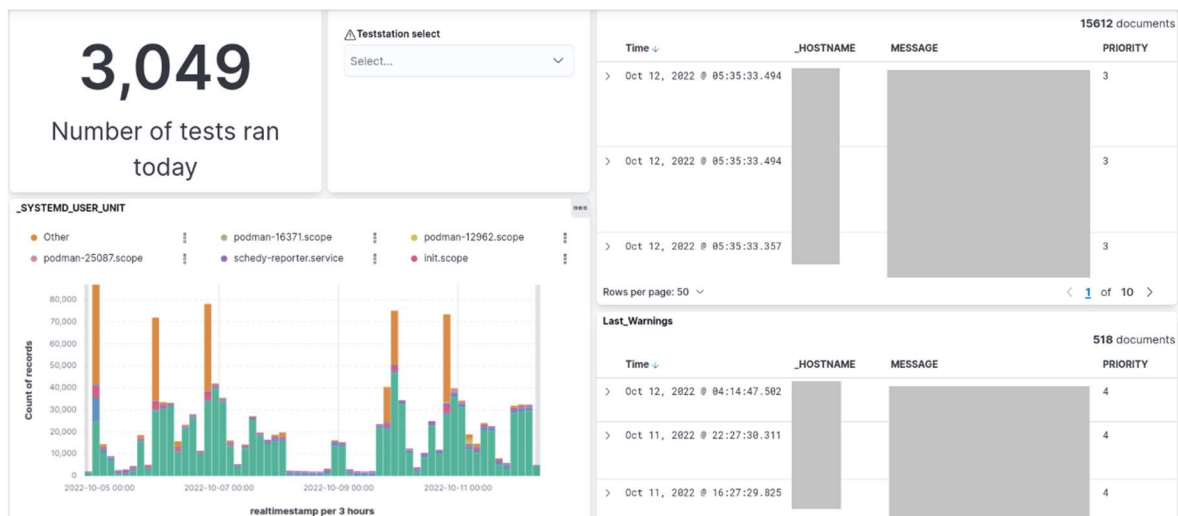 3,049
Number of tests ran
today
Teststation select
Select...
15612 documents
Time _HOSTNAME MESSAGE PRIORITY
Oct 12, 2022 @ 05:35:33.494 3
Oct 12, 2022 @ 05:35:33.494 3
Oct 12, 2022 @ 05:35:33.357 3
Rows per page: 50
1 of 10
_SYSTEMD_USER_UNIT
Other podman-16371.scope podman-12962.scope
podman-25087.scope schedy-reporter.service init.scope
Count of records
80,000
70,000
60,000
50,000
40,000
30,000
20,000
10,000
0
2022-10-05 00:00 2022-10-07 00:00 2022-10-09 00:00 2022-10-11 00:00
realtimestamp per 3 hours
Last_Warnings
518 documents
Time _HOSTNAME MESSAGE PRIORITY
Oct 12, 2022 @ 04:14:47.502 4
Oct 11, 2022 @ 22:27:30.311 4
Oct 11, 2022 @ 16:27:29.825 4